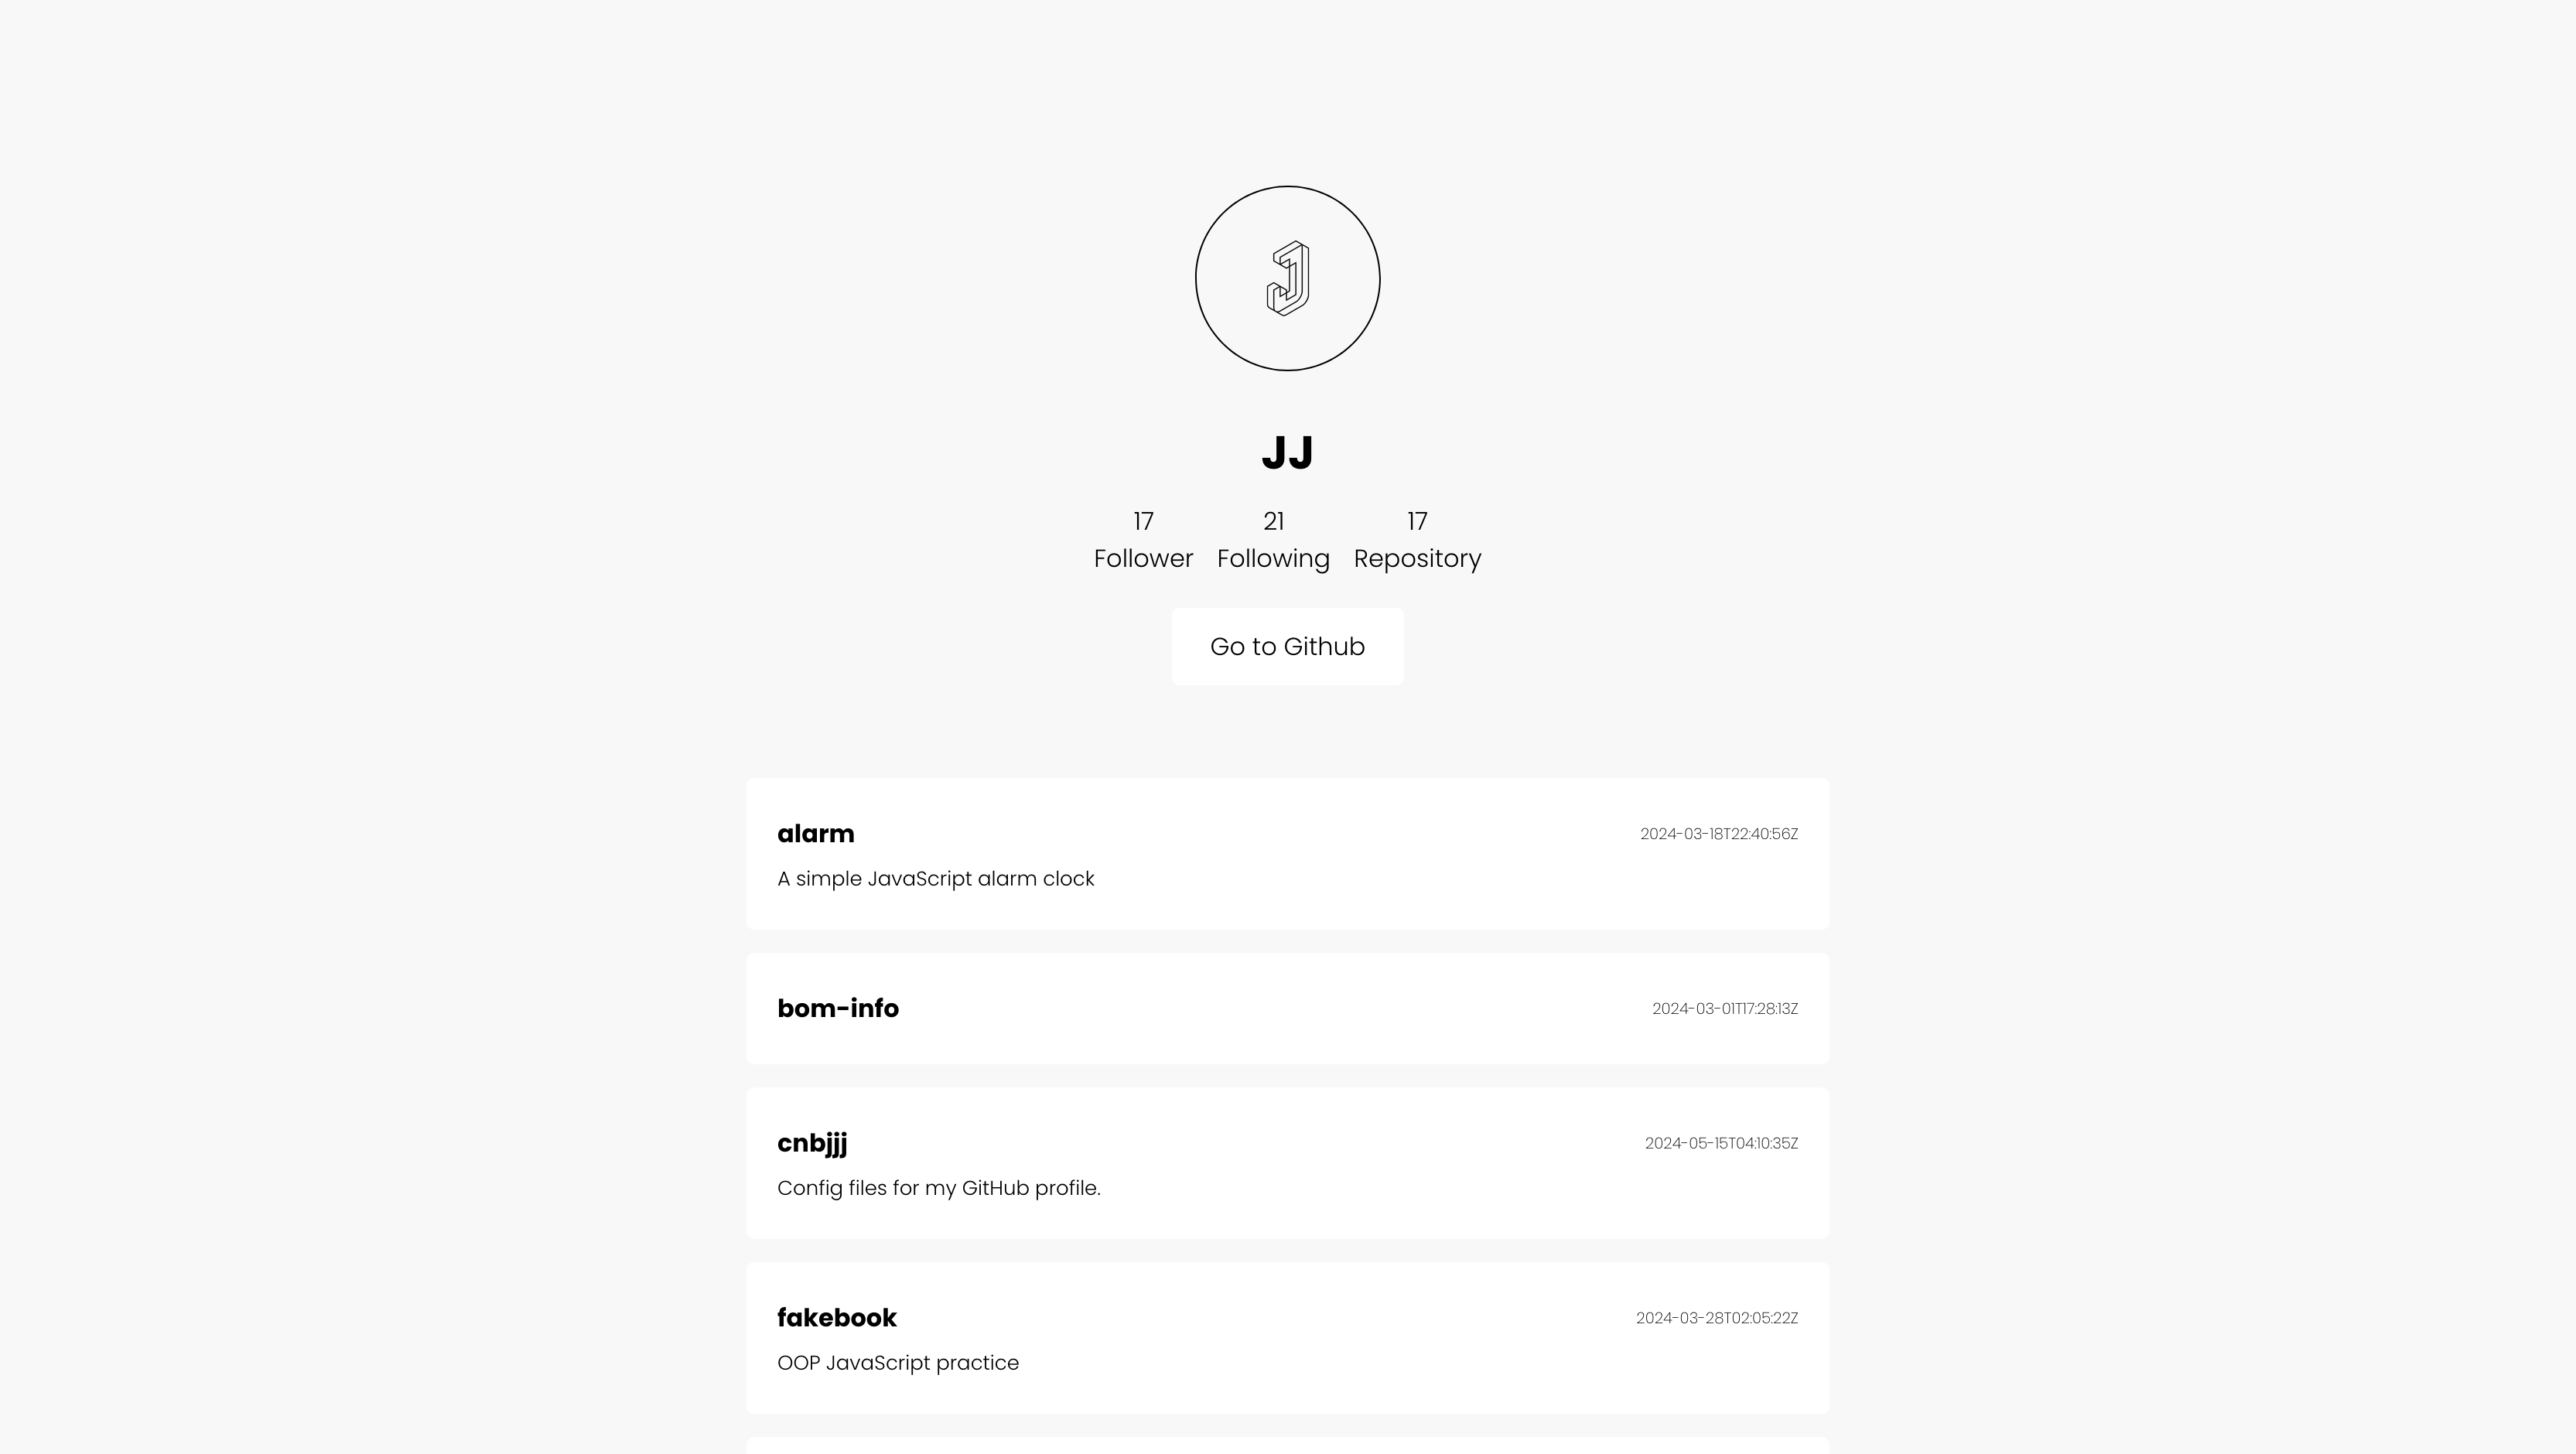 J
JJ
17 21 17
Follower Following Repository
Go to Github
alarm 2024-03-18T22:40:56Z
A simple JavaScript alarm clock
bom-info 2024-03-01T17:28:13Z
cnbjjj 2024-05-15T04:10:35Z
Config files for my GitHub profile.
fakebook 2024-03-28T02:05:22Z
OOP JavaScript practice